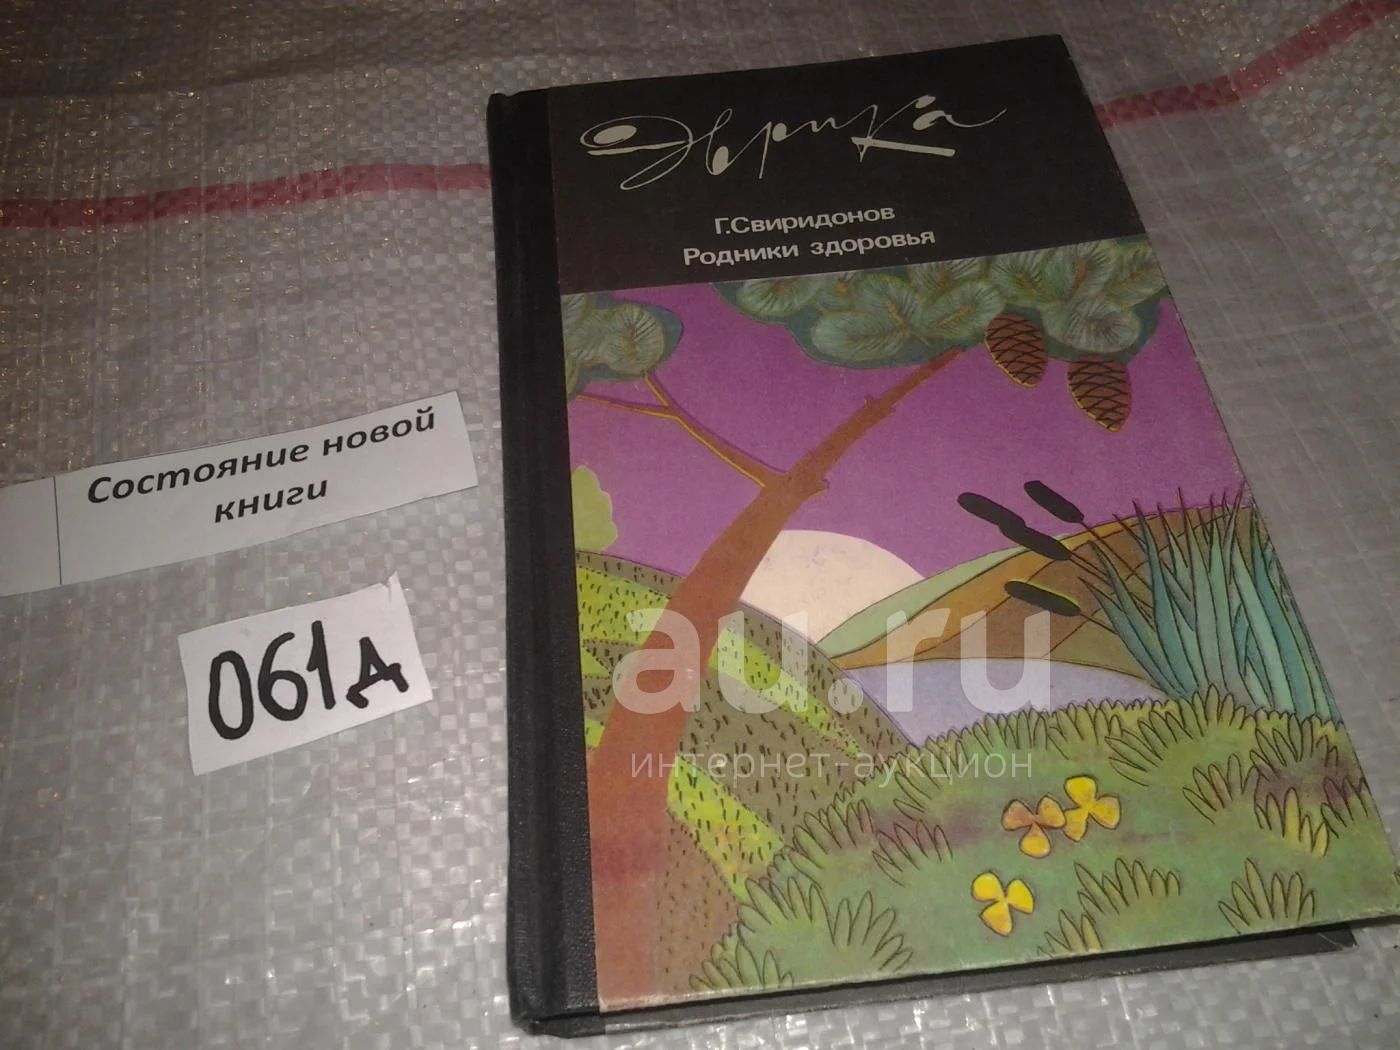 Эврика
Г.Свиридонов
Родники здоровья
Состояние новой
книги
061д
au.ru
интернет-аукцион